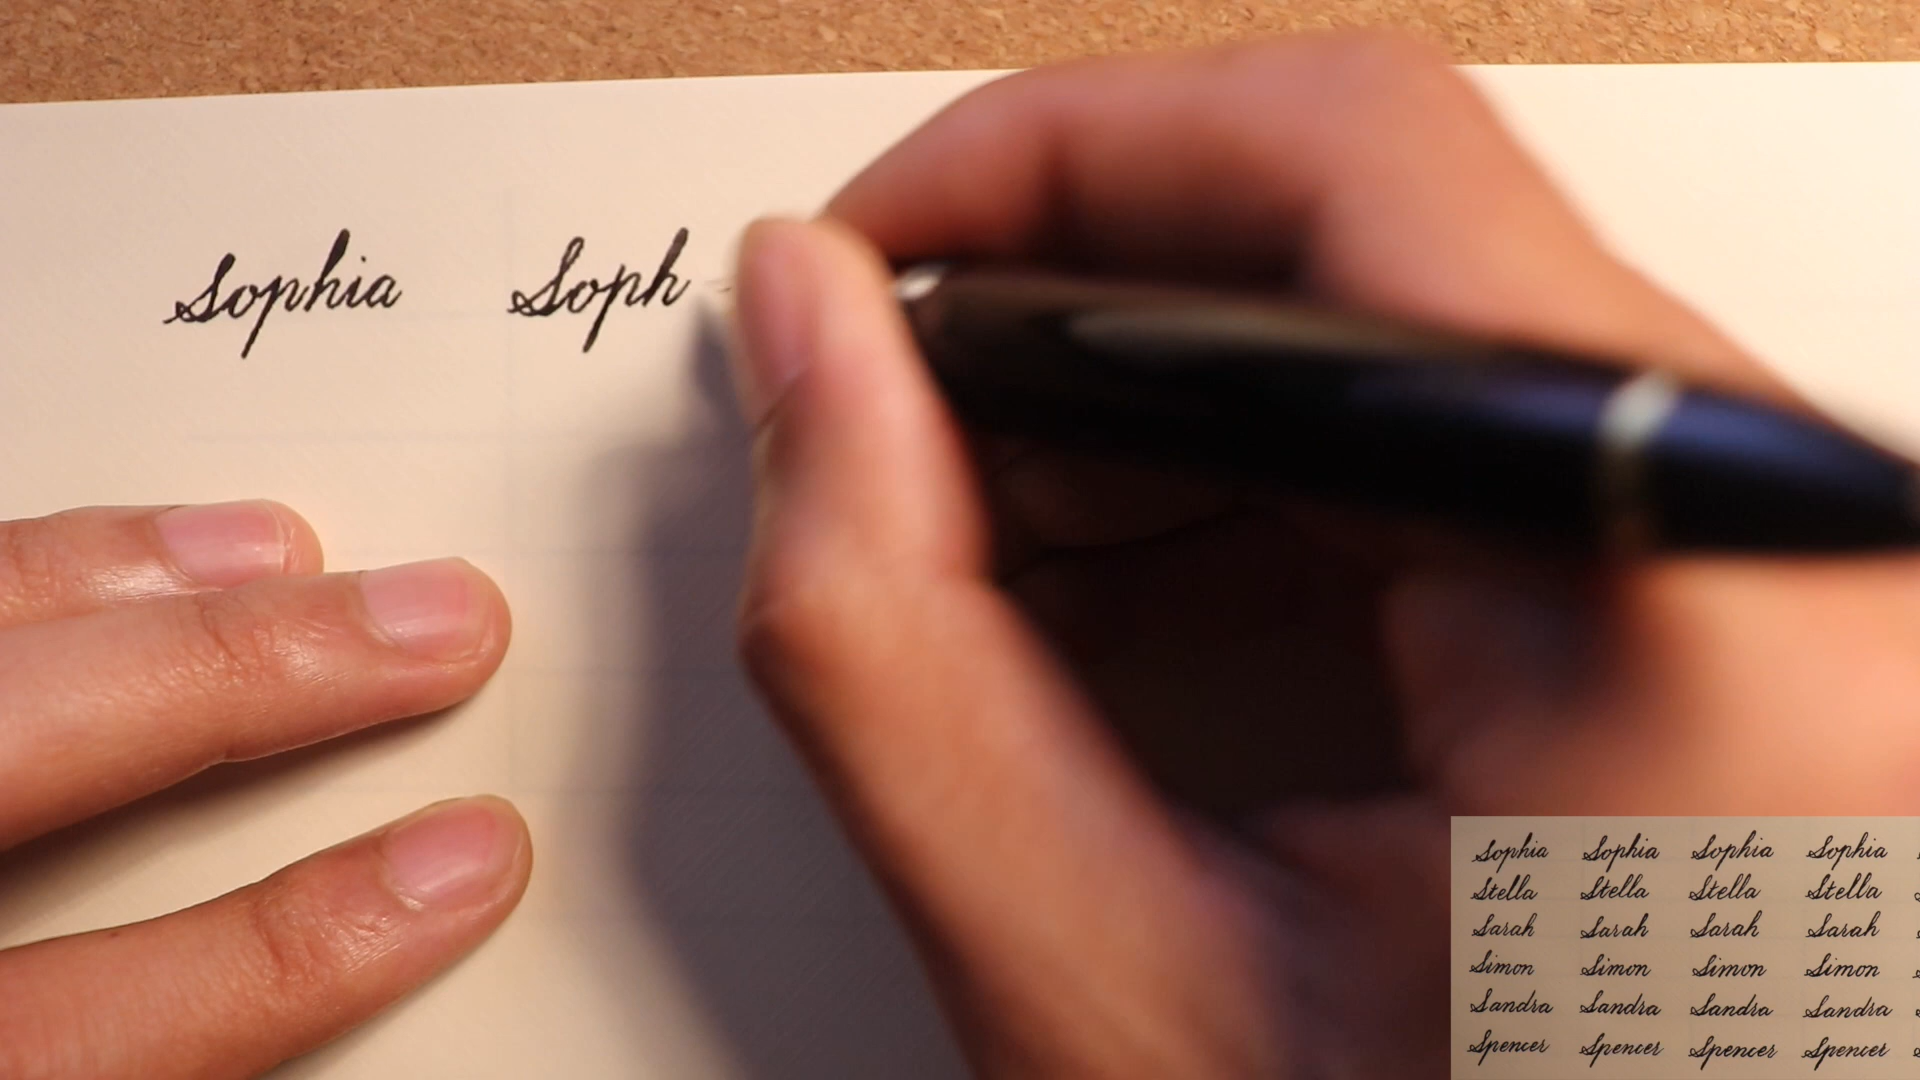 Sophia Soph
Sophia Sophia Sophia Sophia
Stella Stella Stella Stella
Sarah Sarah Sarah Sarah
Simon Simon Simon Simon
Sandra Sandra Sandra Sandra
Spencer Spencer Spencer Spencer